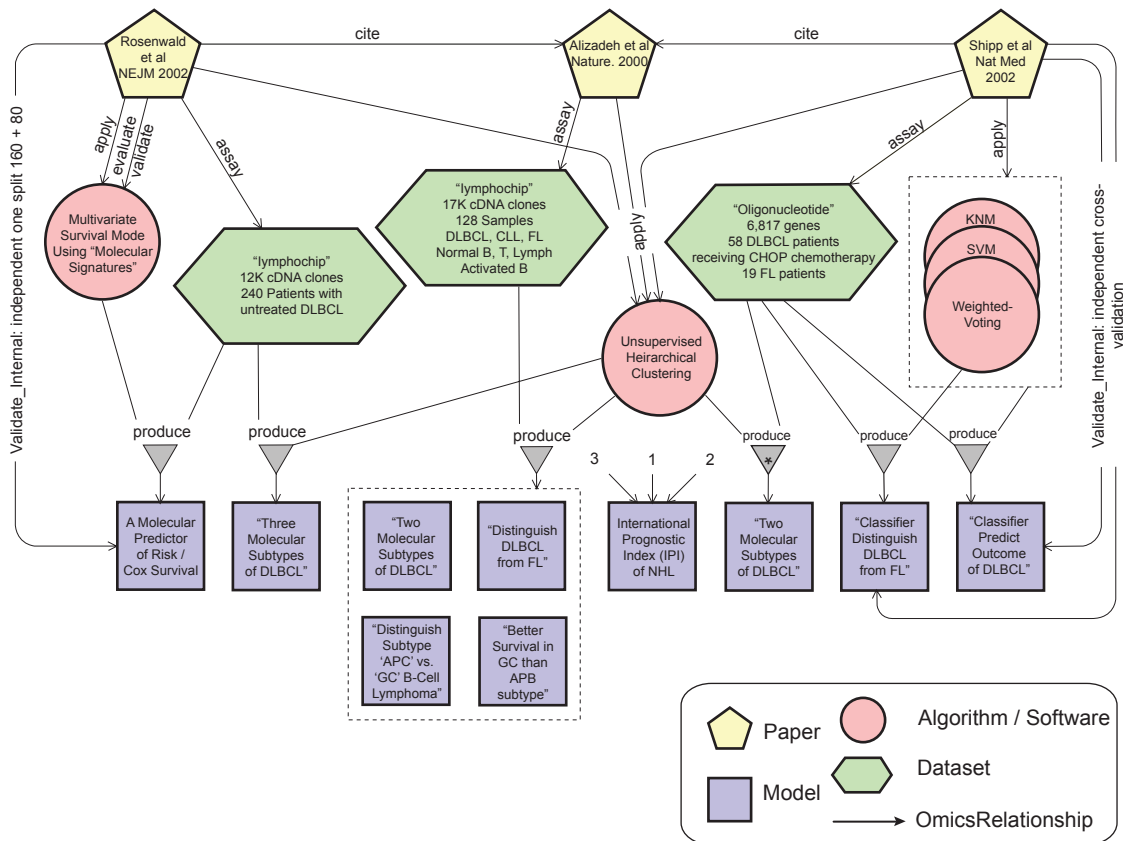 Rosenwald
et al
NEJM 2002
cite
Alizadeh et al
Nature. 2000
cite
Shipp et al
Nat Med
2002
apply
evaluate
validate
assay
assay
apply
assay
apply
Validate_Internal: independent one split 160 + 80
Validate_Internal: independent cross-
validation
Multivariate
Survival Mode
Using “Molecular
Signatures”
“lymphochip”
12K cDNA clones
240 Patients with
untreated DLBCL
“lymphochip”
17K cDNA clones
128 Samples
DLBCL, CLL, FL
Normal B, T, Lymph
Activated B
“Oligonucleotide”
6,817 genes
58 DLBCL patients
receiving CHOP chemotherapy
19 FL patients
KNM
SVM
Weighted-
Voting
Unsupervised
Heirarchical
Clustering
produce
produce
produce
produce
*
produce
produce
3
1
2
A Molecular
Predictor
of Risk /
Cox Survival
“Three
Molecular
Subtypes
of DLBCL”
“Two
Molecular
Subtypes
of DLBCL”
“Distinguish
DLBCL
from FL”
International
Prognostic
Index (IPI)
of NHL
“Two
Molecular
Subtypes
of DLBCL”
“Classifier
Distinguish
DLBCL
from FL”
“Classifier
Predict
Outcome
of DLBCL”
“Distinguish
Subtype
‘APC’ vs.
‘GC’ B-Cell
Lymphoma”
“Better
Survival in
GC than
APB
subtype”
Paper
Algorithm / Software
Dataset
Model
OmicsRelationship